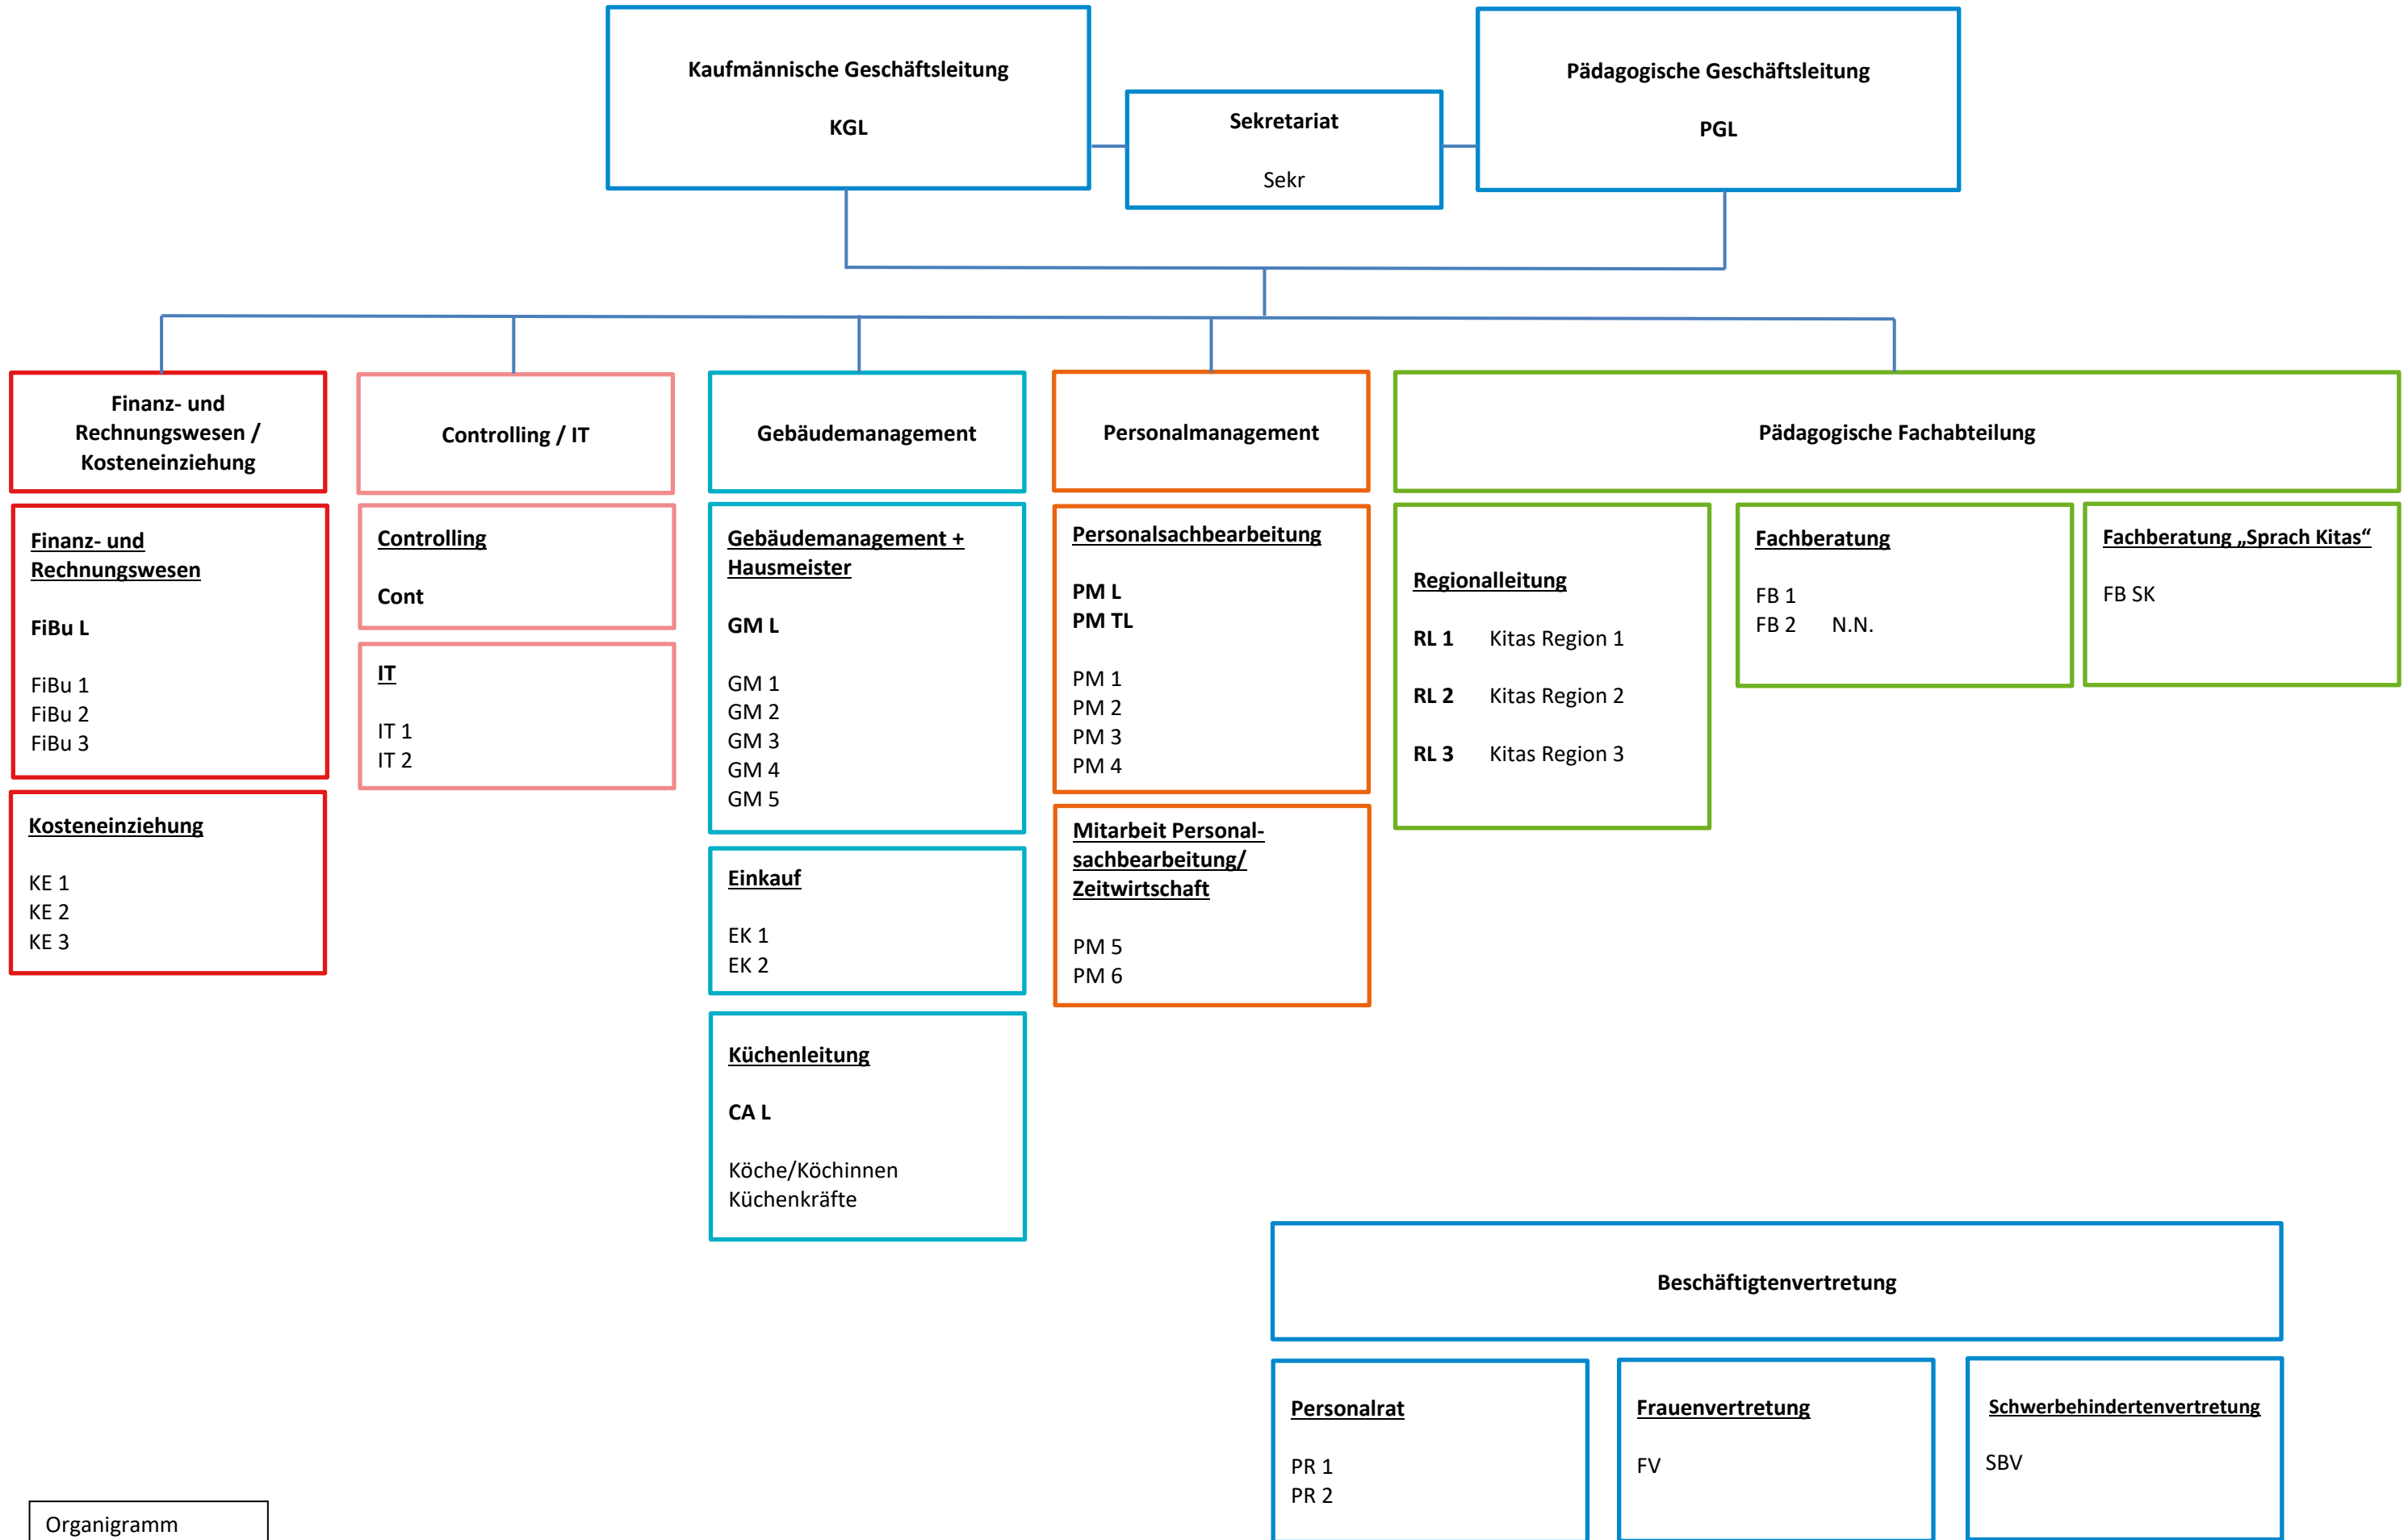 Kaufmännische Geschäftsleitung
KGL
Sekretariat
Sekr
Pädagogische Geschäftsleitung
PGL
Finanz- und
Rechnungswesen /
Kosteneinziehung
Controlling / IT
Gebäudemanagement
Personalmanagement
Pädagogische Fachabteilung
Finanz- und
Rechnungswesen
FiBu L
FiBu 1
FiBu 2
FiBu 3
Kosteneinziehung
KE 1
KE 2
KE 3
Controlling
Cont
IT
IT 1
IT 2
Gebäudemanagement +
Hausmeister
GM L
GM 1
GM 2
GM 3
GM 4
GM 5
Einkauf
EK 1
EK 2
Küchenleitung
CA L
Köche/Köchinnen
Küchenkräfte
Personalsachbearbeitung
PM L
PM TL
PM 1
PM 2
PM 3
PM 4
Mitarbeit Personal-
sachbearbeitung/
Zeitwirtschaft
PM 5
PM 6
Regionalleitung
RL 1 Kitas Region 1
RL 2 Kitas Region 2
RL 3 Kitas Region 3
Fachberatung
FB 1
FB 2 N.N.
Fachberatung „Sprach Kitas“
FB SK
Beschäftigtenvertretung
Personalrat
PR 1
PR 2
Frauenvertretung
FV
Schwerbehindertenvertretung
SBV
Organigramm